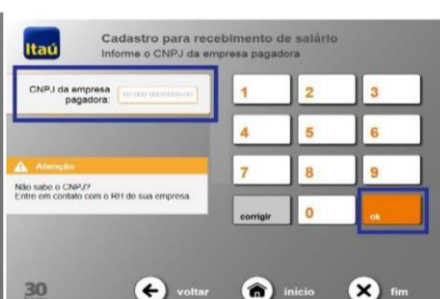 Itaú
Cadastro para recebimento de salário
Informe o CNPJ da empresa pagadora
CNPJ da empresa
pagadora:
1 2 3
4 5 6
Atenção
7 8 9
Não sabe o CNPJ?
Entre em contato com o RH de sua empresa
corrigir 0 ok
30 voltar início fim